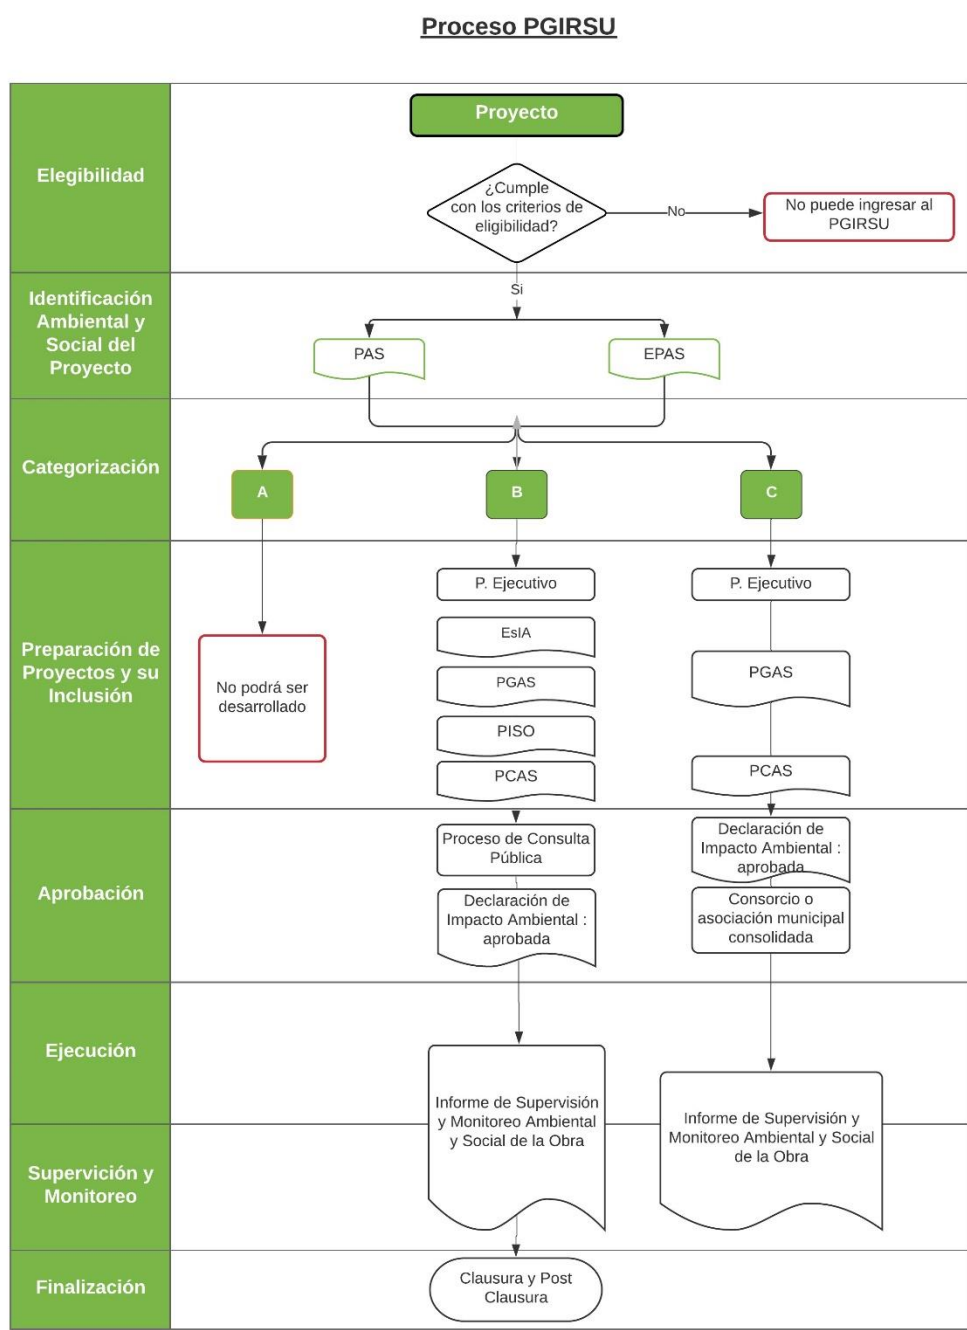 Proceso PGIRSU
Elegibilidad
Proyecto
¿Cumple
con los criterios de
eligibilidad?
No
No puede ingresar al
PGIRSU
Si
Identificación
Ambiental y
Social del
Proyecto
PAS
EPAS
Categorización
A
B
C
Preparación de
Proyectos y su
Inclusión
No podrá ser
desarrollado
P. Ejecutivo
EsIA
PGAS
PISO
PCAS
P. Ejecutivo
PGAS
PCAS
Aprobación
Proceso de Consulta
Pública
Declaración de
Impacto Ambiental :
aprobada
Declaración de
Impacto Ambiental :
aprobada
Consorcio o
asociación municipal
consolidada
Ejecución
Supervición y
Monitoreo
Informe de Supervisión
y Monitoreo Ambiental
y Social de la Obra
Informe de Supervisión y
Monitoreo Ambiental y Social
de la Obra
Finalización
Clausura y Post
Clausura